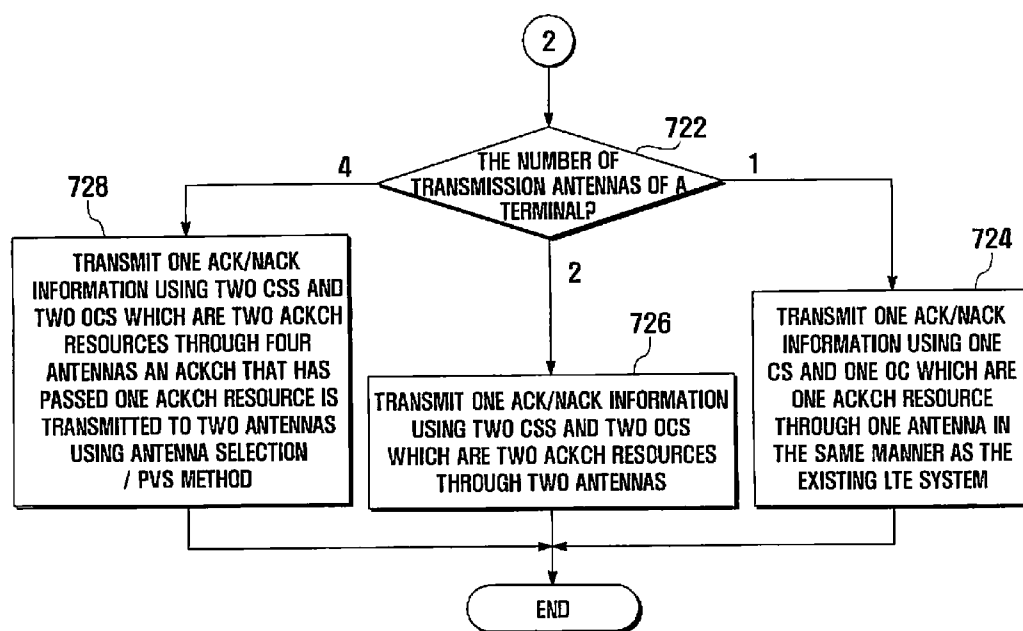 2
722
THE NUMBER OF
TRANSMISSION ANTENNAS OF A
TERMINAL?
4
1
2
728
TRANSMIT ONE ACK/NACK
INFORMATION USING TWO CSS AND
TWO OCS WHICH ARE TWO ACKCH
RESOURCES THROUGH FOUR
ANTENNAS AN ACKCH THAT HAS
PASSED ONE ACKCH RESOURCE IS
TRANSMITTED TO TWO ANTENNAS
USING ANTENNA SELECTION
/ PVS METHOD
726
TRANSMIT ONE ACK/NACK INFORMATION
USING TWO CSS AND TWO OCS
WHICH ARE TWO ACKCH RESOURCES
THROUGH TWO ANTENNAS
724
TRANSMIT ONE ACK/NACK
INFORMATION USING ONE
CS AND ONE OC WHICH ARE
ONE ACKCH RESOURCE
THROUGH ONE ANTENNA IN
THE SAME MANNER AS THE
EXISTING LTE SYSTEM
END